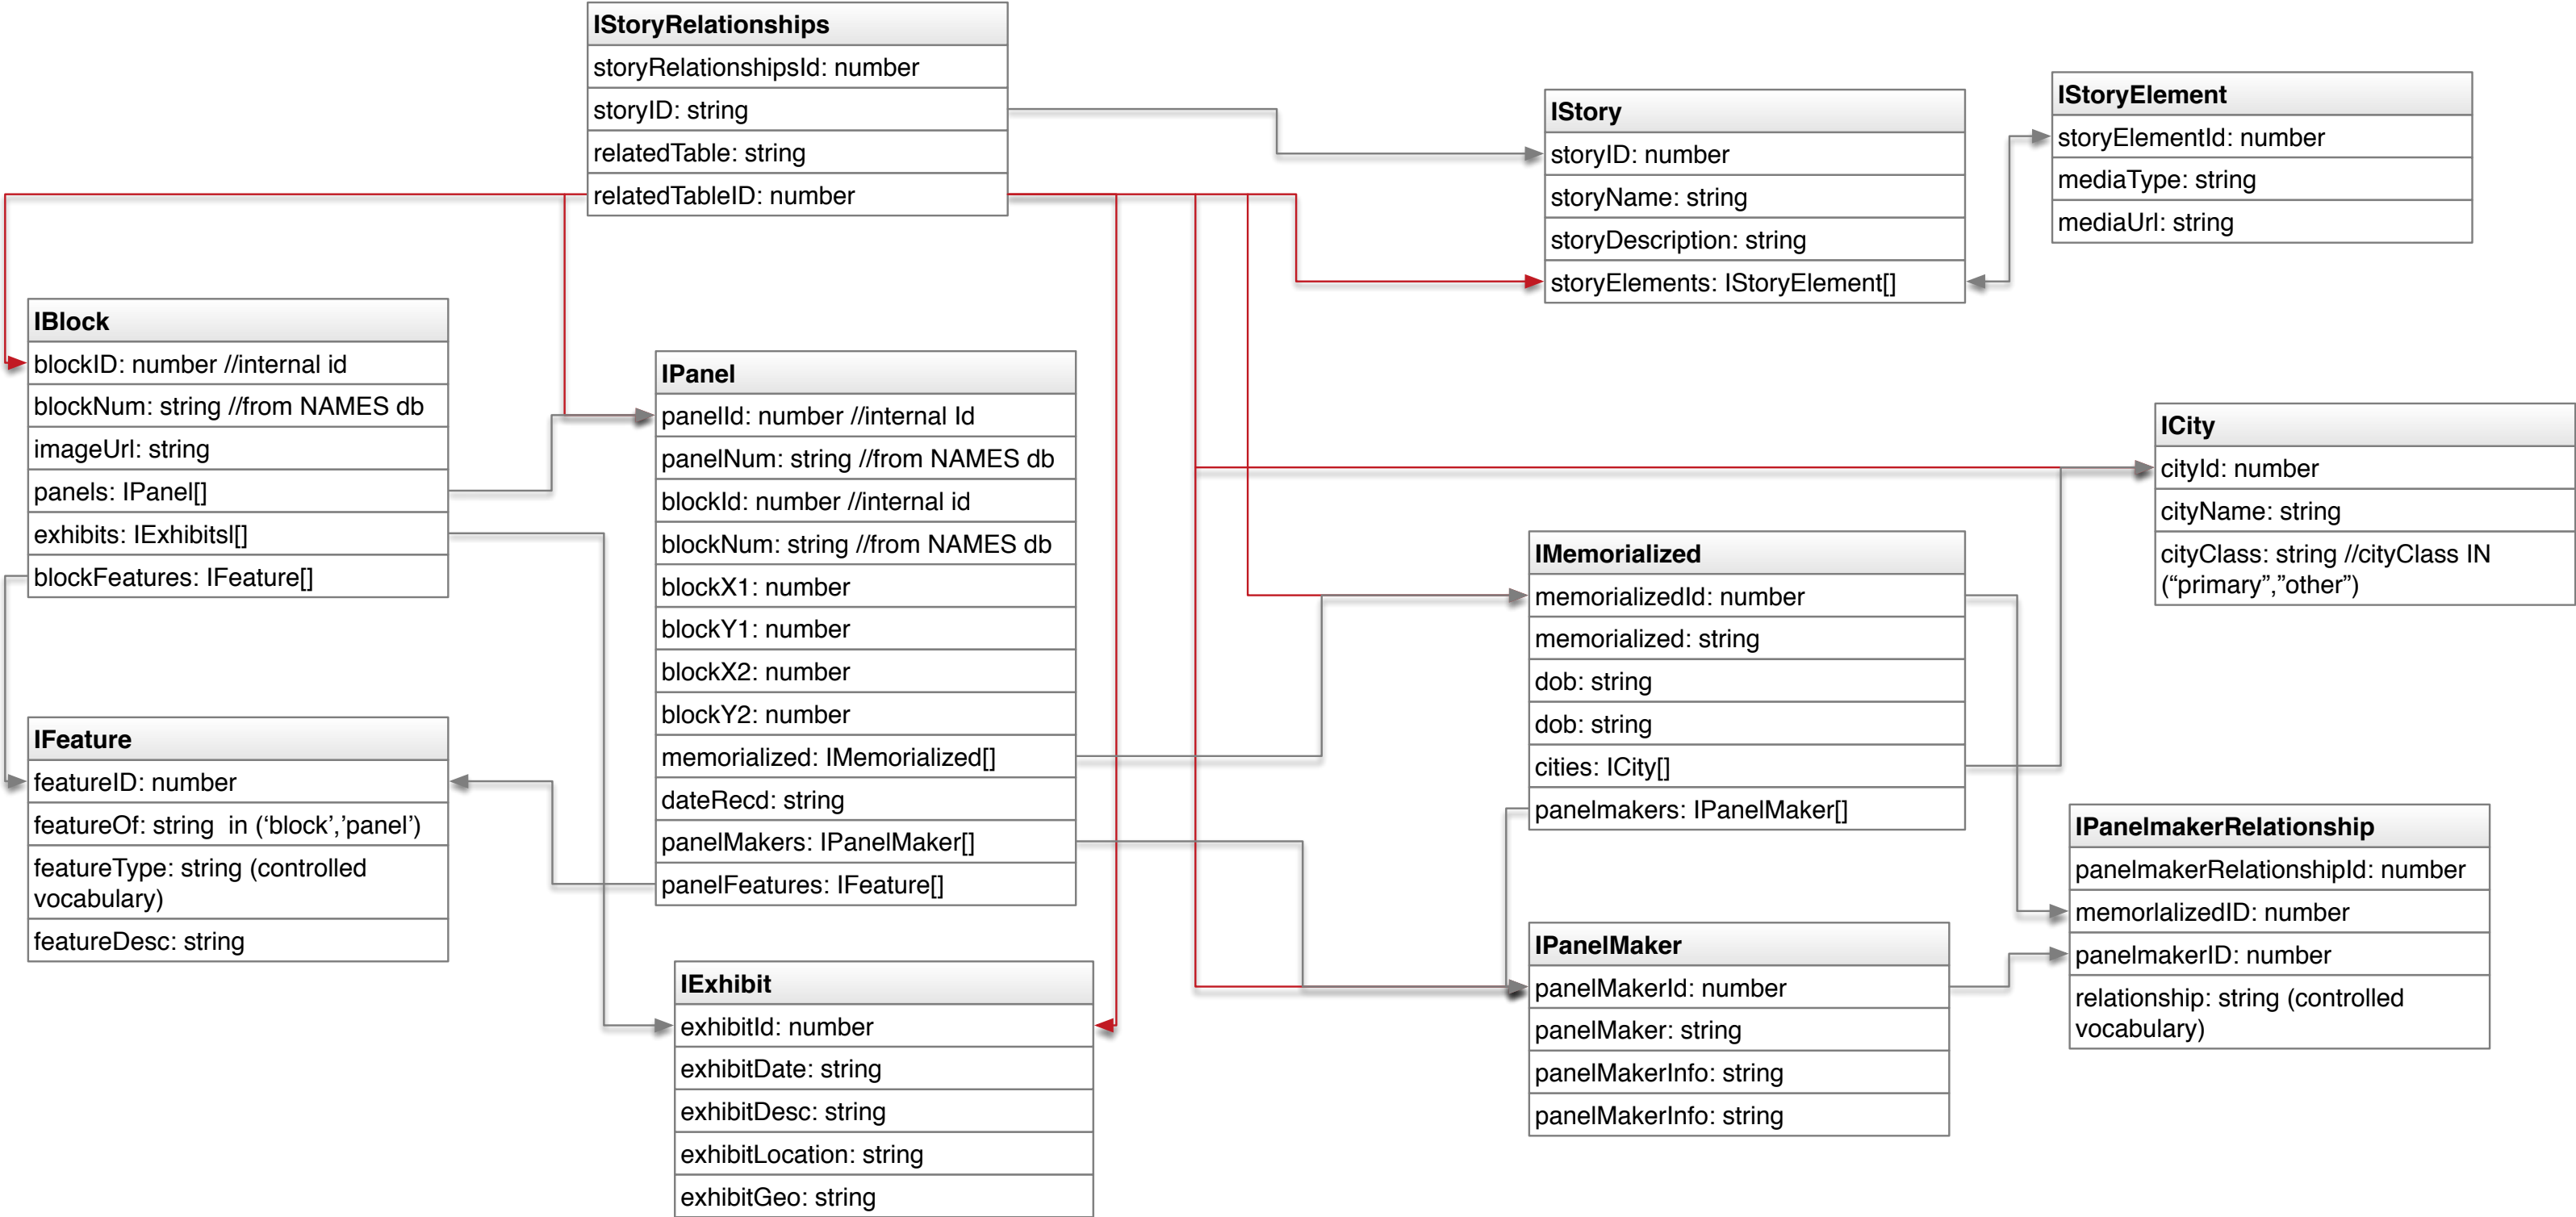 IStoryRelationships
storyRelationshipsId: number
storyID: string
relatedTable: string
relatedTableID: number
IStory
storyID: number
storyName: string
storyDescription: string
storyElements: IStoryElement[]
IStoryElement
storyElementId: number
mediaType: string
mediaUrl: string
IBlock
blockID: number //internal id
blockNum: string //from NAMES db
imageUrl: string
panels: IPanel[]
exhibits: IExhibitsI[]
blockFeatures: IFeature[]
IPanel
panelId: number //internal Id
panelNum: string //from NAMES db
blockId: number //internal id
blockNum: string //from NAMES db
blockX1: number
blockY1: number
blockX2: number
blockY2: number
memorialized: IMemorialized[]
dateRecd: string
panelMakers: IPanelMaker[]
panelFeatures: IFeature[]
ICity
cityId: number
cityName: string
cityClass: string //cityClass IN
(“primary”,”other”)
IMemorialized
memorializedId: number
memorialized: string
dob: string
dob: string
cities: ICity[]
panelmakers: IPanelMaker[]
IFeature
featureID: number
featureOf: string  in (‘block’,’panel’)
featureType: string (controlled
vocabulary)
featureDesc: string
IPanelmakerRelationship
panelmakerRelationshipId: number
memorIalizedID: number
panelmakerID: number
relationship: string (controlled
vocabulary)
IPanelMaker
panelMakerId: number
panelMaker: string
panelMakerInfo: string
panelMakerInfo: string
IExhibit
exhibitId: number
exhibitDate: string
exhibitDesc: string
exhibitLocation: string
exhibitGeo: string